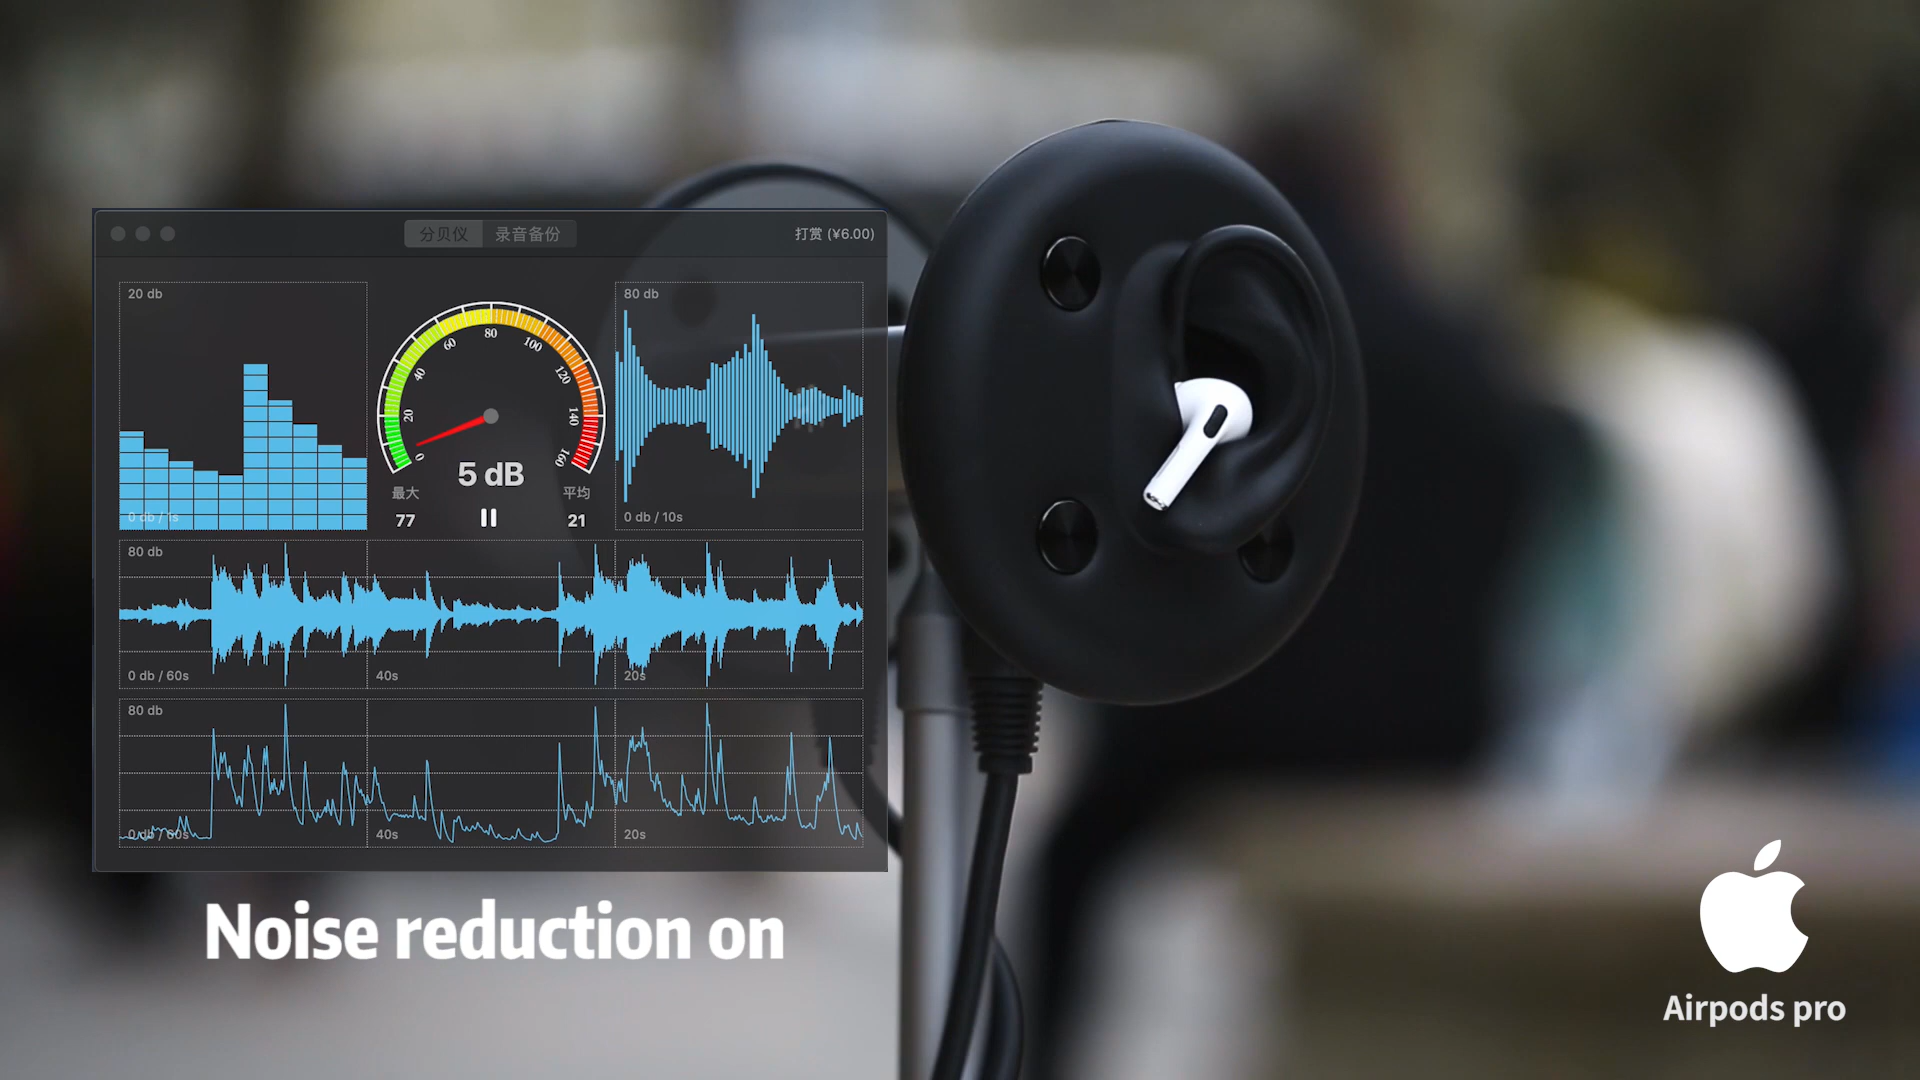 分贝仪 录音备份 打赏 (¥6.00)
20 db
0 db / 1s
0 20 40 60 80 100 120 140 160
5 dB
最大 平均
77 21
80 db
0 db / 10s
80 db
0 db / 60s 40s 20s
80 db
0 db / 60s 40s 20s
Noise reduction on
Airpods pro